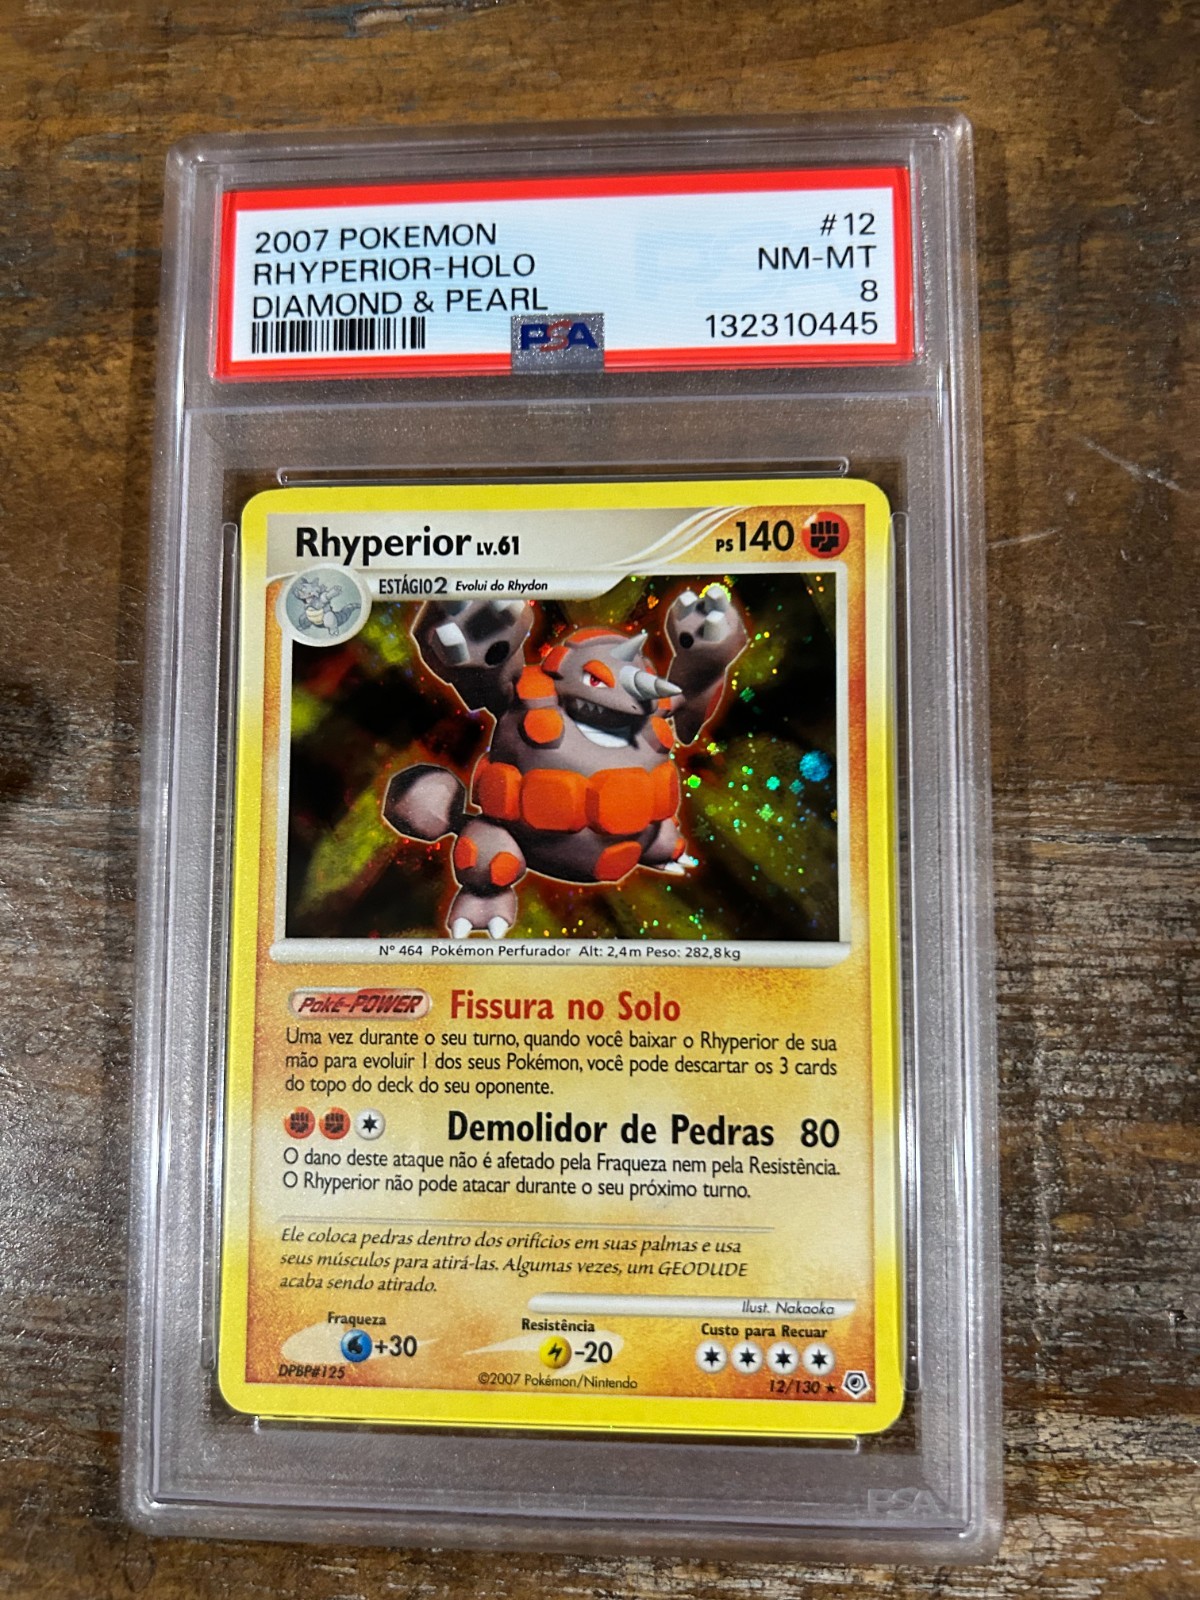 2007 POKEMON
RHYPERIOR-HOLO
DIAMOND & PEARL
#12
NM-MT
8
132310445
PSA
Rhyperior LV.61
PS 140
ESTÁGIO 2 Evolui do Rhydon
Nº 464 Pokémon Perfurador Alt: 2,4m Peso: 282,8kg
Poké-POWER Fissura no Solo
Uma vez durante o seu turno, quando você baixar o Rhyperior de sua
mão para evoluir 1 dos seus Pokémon, você pode descartar os 3 cards
do topo do deck do seu oponente.
Demolidor de Pedras 80
O dano deste ataque não é afetado pela Fraqueza nem pela Resistência.
O Rhyperior não pode atacar durante o seu próximo turno.
Ele coloca pedras dentro dos orifícios em suas palmas e usa
seus músculos para atirá-las. Algumas vezes, um GEODUDE
acaba sendo atirado.
Ilust. Nakaoka
Fraqueza
+30
Resistência
-20
Custo para Recuar
DPBP#125
©2007 Pokémon/Nintendo
12/130 ★
PSA